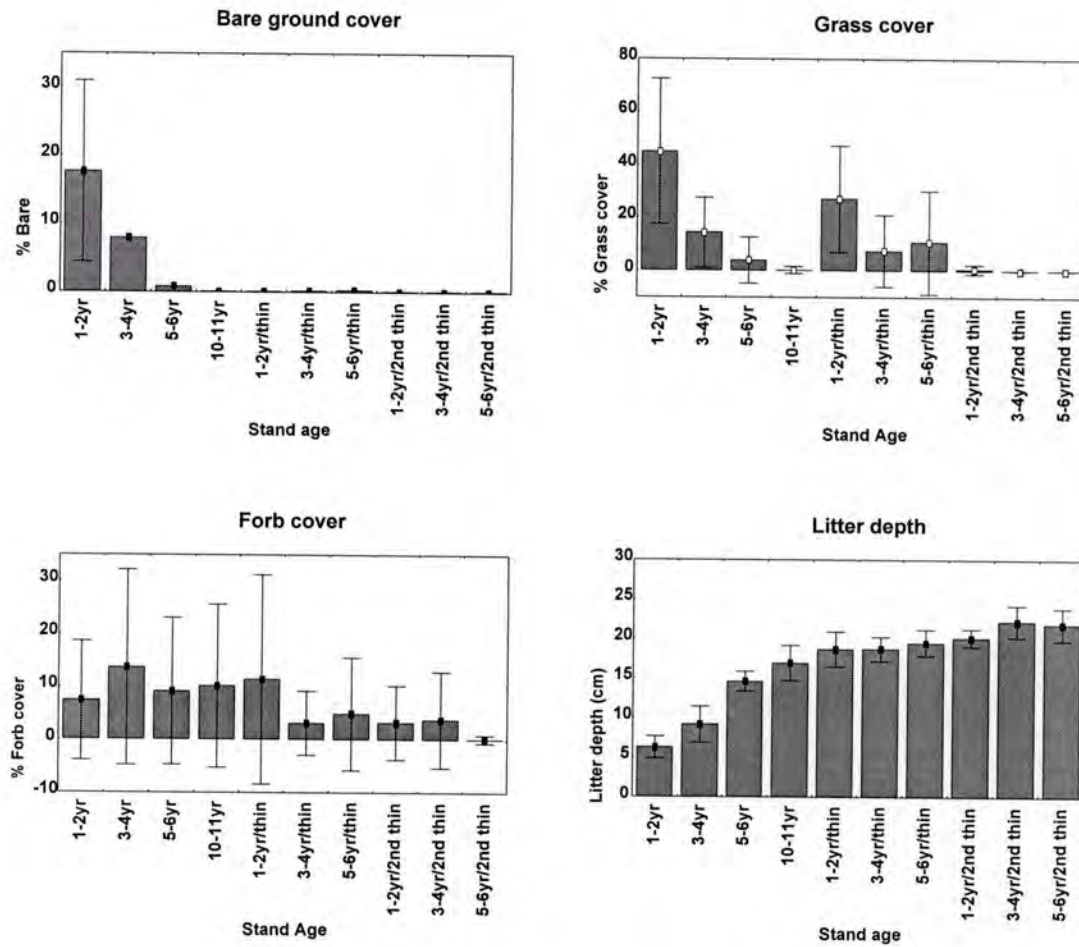 Bare ground cover
30
20
10
0
% Bare
1-2yr
3-4yr
5-6yr
10-11yr
1-2yr/thin
3-4yr/thin
5-6yr/thin
1-2yr/2nd thin
3-4yr/2nd thin
5-6yr/2nd thin
Stand age
Grass cover
80
60
40
20
0
% Grass cover
1-2yr
3-4yr
5-6yr
10-11yr
1-2yr/thin
3-4yr/thin
5-6yr/thin
1-2yr/2nd thin
3-4yr/2nd thin
5-6yr/2nd thin
Stand Age
Forb cover
30
20
10
0
-10
% Forb cover
1-2yr
3-4yr
5-6yr
10-11yr
1-2yr/thin
3-4yr/thin
5-6yr/thin
1-2yr/2nd thin
3-4yr/2nd thin
5-6yr/2nd thin
Stand Age
Litter depth
30
25
20
15
10
5
0
Litter depth (cm)
1-2yr
3-4yr
5-6yr
10-11yr
1-2yr/thin
3-4yr/thin
5-6yr/thin
1-2yr/2nd thin
3-4yr/2nd thin
5-6yr/2nd thin
Stand age